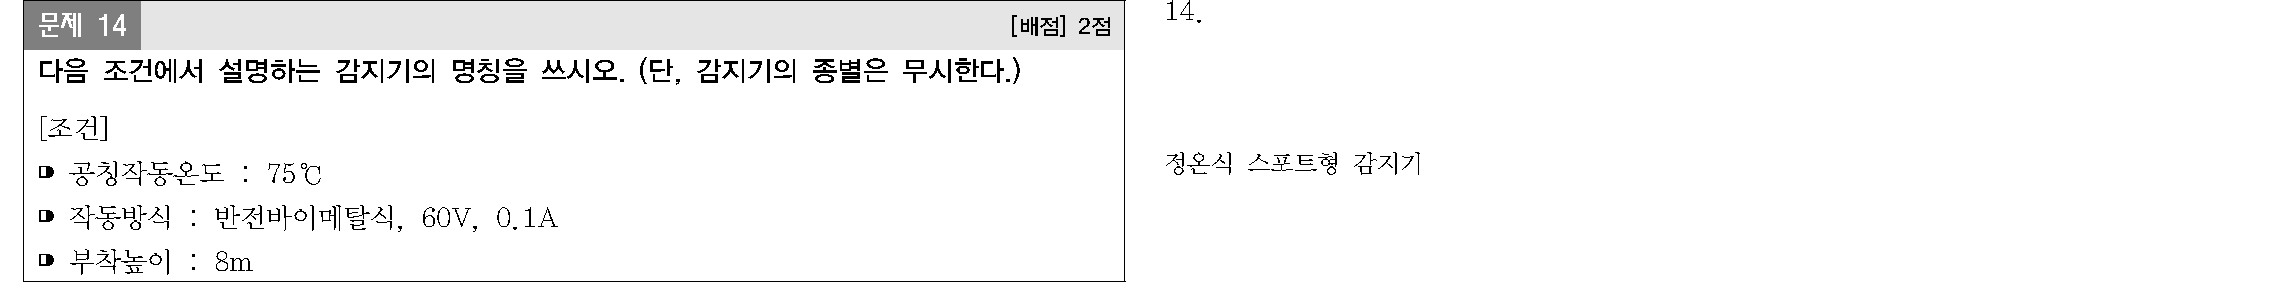 문제 14
[배점] 2점
다음 조건에서 설명하는 감지기의 명칭을 쓰시오. (단, 감지기의 종별은 무시한다.)
[조건]
공칭작동온도 : 75℃
작동방식 : 반전바이메탈식, 60V, 0.1A
부착높이 : 8m
14.
정온식 스포트형 감지기